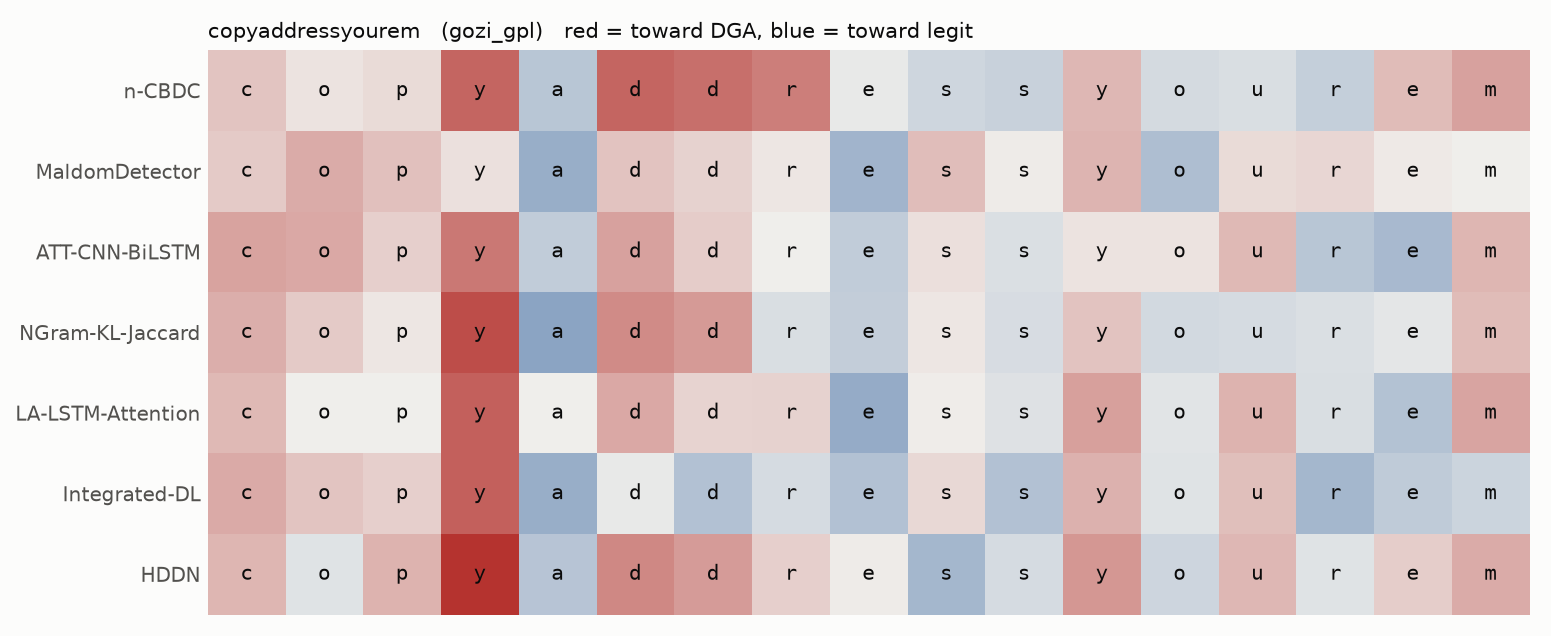 copyaddressyourem (gozi_gpl) red = toward DGA, blue = toward legit
n-CBDC c o p y a d d r e s s y o u r e m
MaldomDetector c o p y a d d r e s s y o u r e m
ATT-CNN-BiLSTM c o p y a d d r e s s y o u r e m
NGram-KL-Jaccard c o p y a d d r e s s y o u r e m
LA-LSTM-Attention c o p y a d d r e s s y o u r e m
Integrated-DL c o p y a d d r e s s y o u r e m
HDDN c o p y a d d r e s s y o u r e m